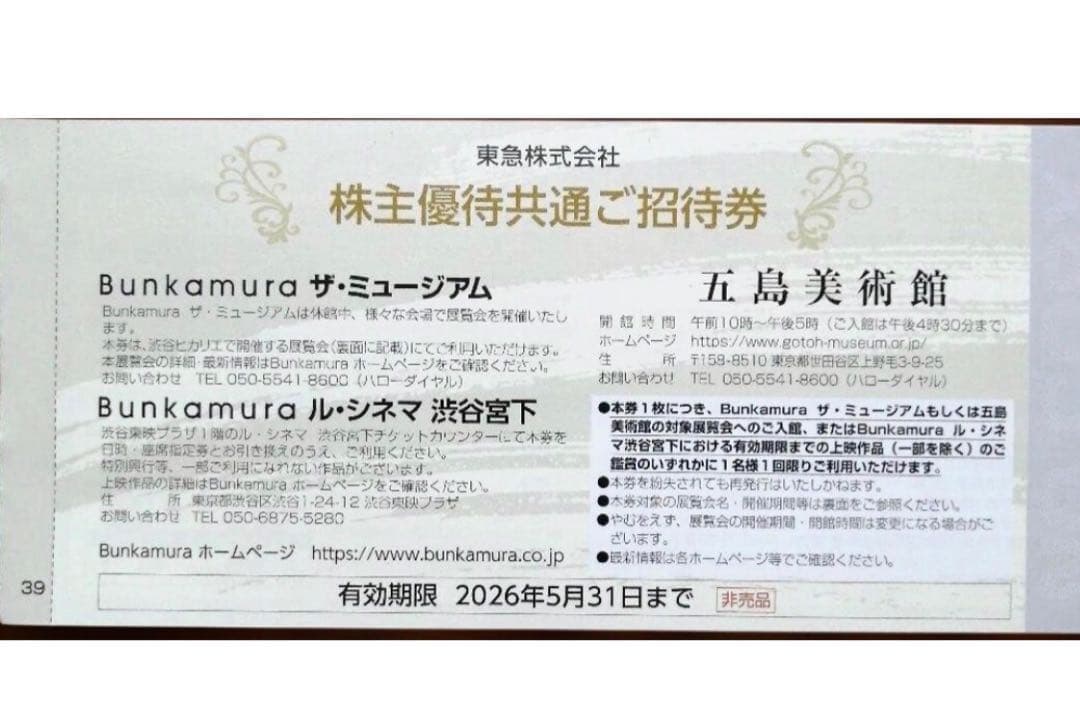 東急株式会社
株主優待共通ご招待券
Bunkamura ザ・ミュージアム
Bunkamura ザ・ミュージアムは休館中、様々な会場で展覧会を開催いたし
ます。
本券は、渋谷ヒカリエで開催する展覧会(裏面に記載)にてご利用いただけます。
本展覧会の詳細・最新情報はBunkamura ホームページをご確認ください。
お問い合わせ TEL 050-5541-8600(ハローダイヤル)
Bunkamura ル・シネマ 渋谷宮下
渋谷東映プラザ1階のル・シネマ 渋谷宮下チケットカウンターにて本券を
日時・座席指定券とお引き換えのうえ、ご利用ください。
特別興行等、一部ご利用になれない作品がございます。
上映作品の詳細はBunkamura ホームページをご確認ください。
住 所 東京都渋谷区渋谷1-24-12 渋谷東映プラザ
お問い合わせ TEL 050-6875-5280
Bunkamura ホームページ https://www.bunkamura.co.jp
五島美術館
開館時間 午前10時〜午後5時(ご入館は午後4時30分まで)
ホームページ https://www.gotoh-museum.or.jp/
住 所 〒158-8510 東京都世田谷区上野毛3-9-25
お問い合わせ TEL 050-5541-8600(ハローダイヤル)
●本券1枚につき、Bunkamura ザ・ミュージアムもしくは五島
美術館の対象展覧会へのご入館、またはBunkamura ル・シネ
マ渋谷宮下における有効期限までの上映作品(一部を除く)のご
鑑賞のいずれかに1名様1回限りご利用いただけます。
●本券を紛失されても再発行はいたしかねます。
●本券対象の展覧会名・開催期間等は裏面をご参照ください。
●やむをえず、展覧会の開催期間・開館時間は変更になる場合がご
ざいます。
●最新情報は各ホームページ等でご確認ください。
39
有効期限 2026年5月31日まで 非売品